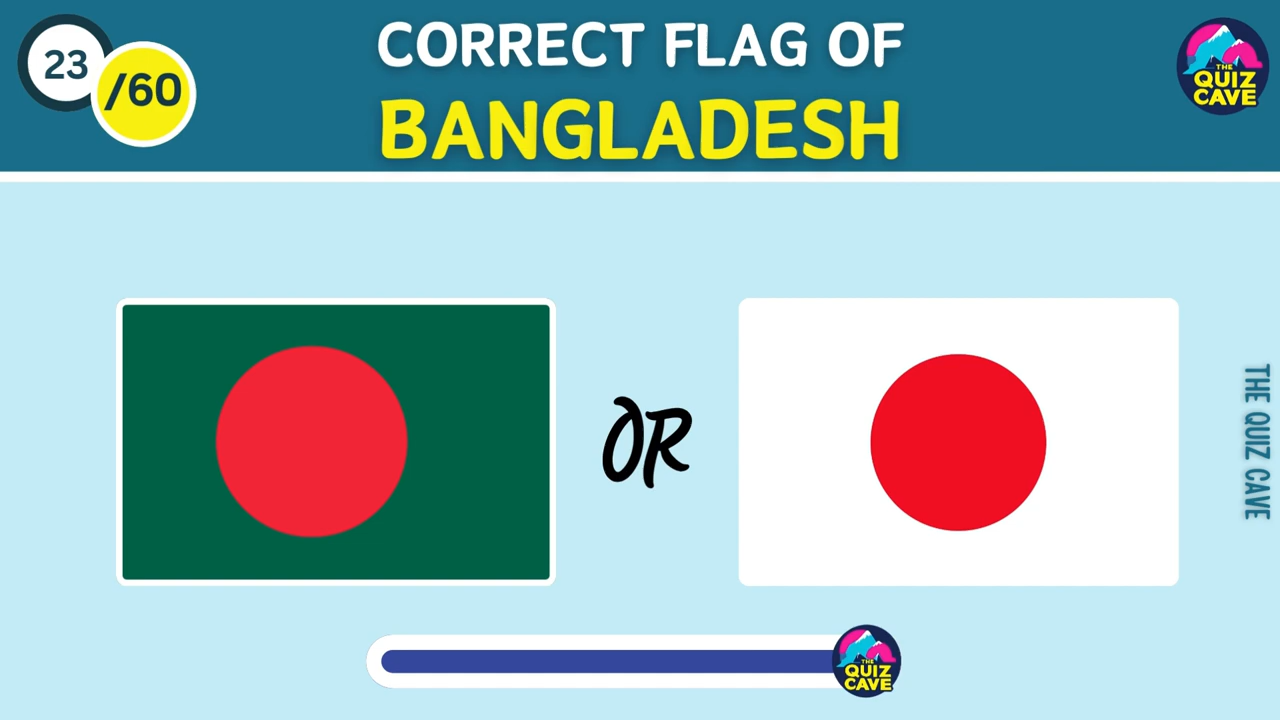 23
/60
CORRECT FLAG OF
BANGLADESH
THE
QUIZ
CAVE
OR
THE QUIZ CAVE
THE
QUIZ
CAVE